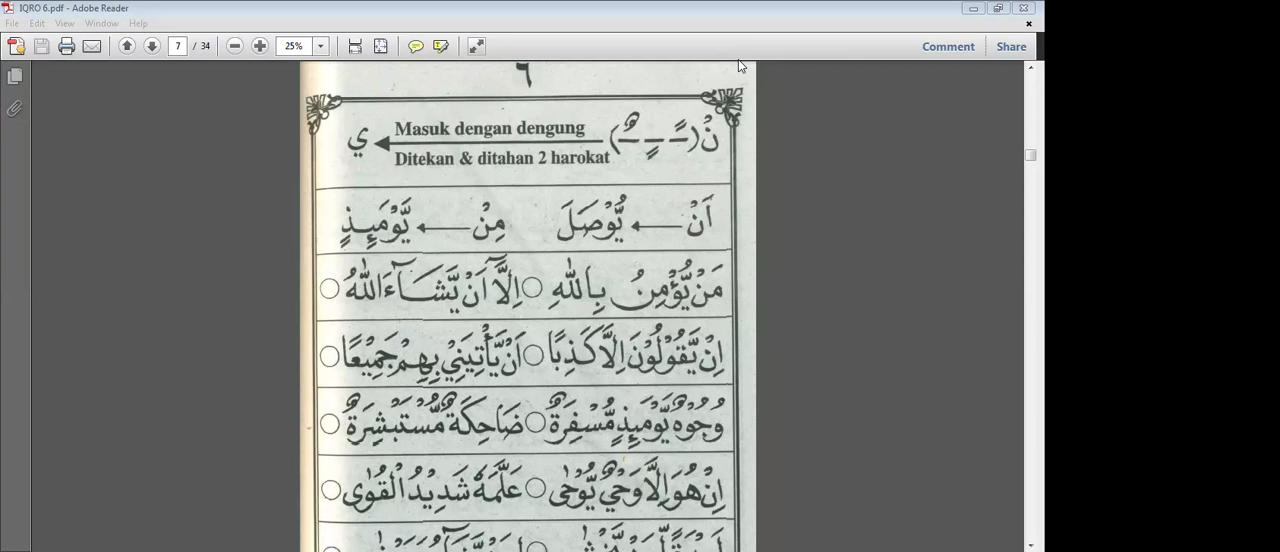 IQRO 6.pdf - Adobe Reader
File Edit View Window Help
7 / 34 25% Comment Share
٦
نْ (ـًـ ـٍـ ـٌـ) Masuk dengan dengung ي
Ditekan & ditahan 2 harokat
اَنْ يُّوْصَلَ مِنْ يَّوْمَئِذٍ
مَنْ يُّؤْمِنُ بِاللّٰهِ ○ اِلَّآ اَنْ يَّشَآءَ اللّٰهُ ○
اِنْ يَّقُوْلُوْنَ اِلَّا كَذِبًا ○ اَنْ يَّأْتِيَنِيْ بِهِمْ جَمِيْعًا ○
وُجُوْهٌ يَّوْمَئِذٍ مُّسْفِرَةٌ ○ ضَاحِكَةٌ مُّسْتَبْشِرَةٌ ○
اِنْ هُوَ اِلَّا وَحْيٌ يُّوْحٰى ○ عَلَّمَهٗ شَدِيْدُ الْقُوٰى ○